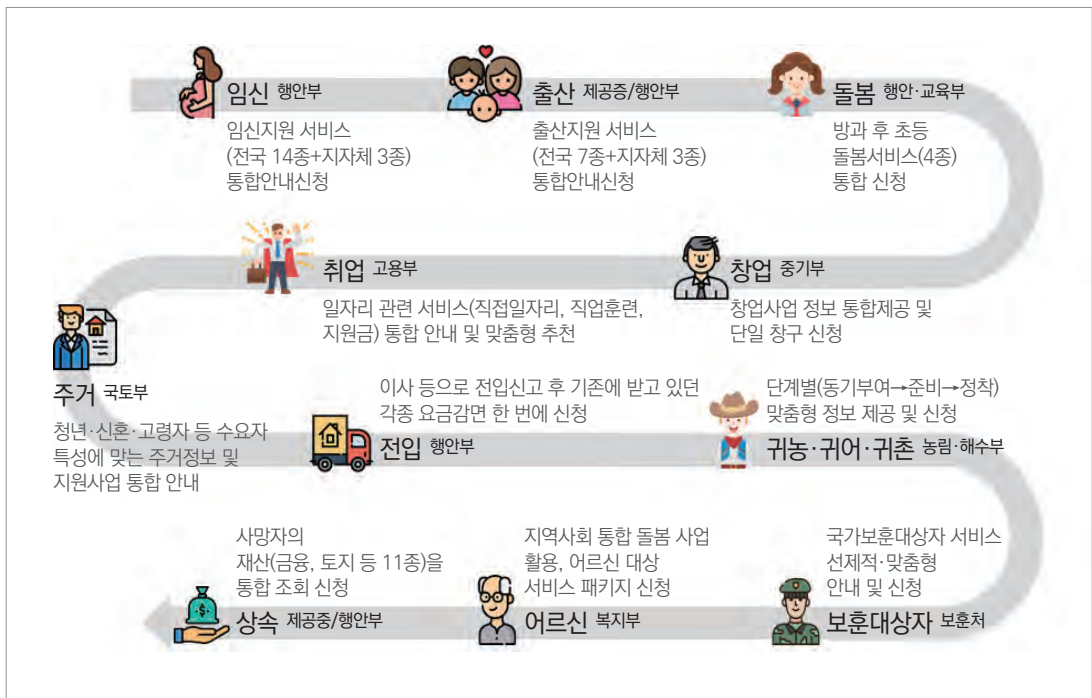 임신 행안부
임신지원 서비스
(전국 14종+지자체 3종)
통합안내신청
출산 제공증/행안부
출산지원 서비스
(전국 7종+지자체 3종)
통합안내신청
돌봄 행안·교육부
방과 후 초등
돌봄서비스(4종)
통합 신청
창업 중기부
창업사업 정보 통합제공 및
단일 창구 신청
취업 고용부
일자리 관련 서비스(직접일자리, 직업훈련,
지원금) 통합 안내 및 맞춤형 추천
주거 국토부
청년·신혼·고령자 등 수요자
특성에 맞는 주거정보 및
지원사업 통합 안내
이사 등으로 전입신고 후 기존에 받고 있던
각종 요금감면 한 번에 신청
전입 행안부
단계별(동기부여→준비→정착)
맞춤형 정보 제공 및 신청
귀농·귀어·귀촌 농림·해수부
국가보훈대상자 서비스
선제적·맞춤형
안내 및 신청
보훈대상자 보훈처
지역사회 통합 돌봄 사업
활용, 어르신 대상
서비스 패키지 신청
어르신 복지부
사망자의
재산(금융, 토지 등 11종)을
통합 조회 신청
상속 제공중/행안부